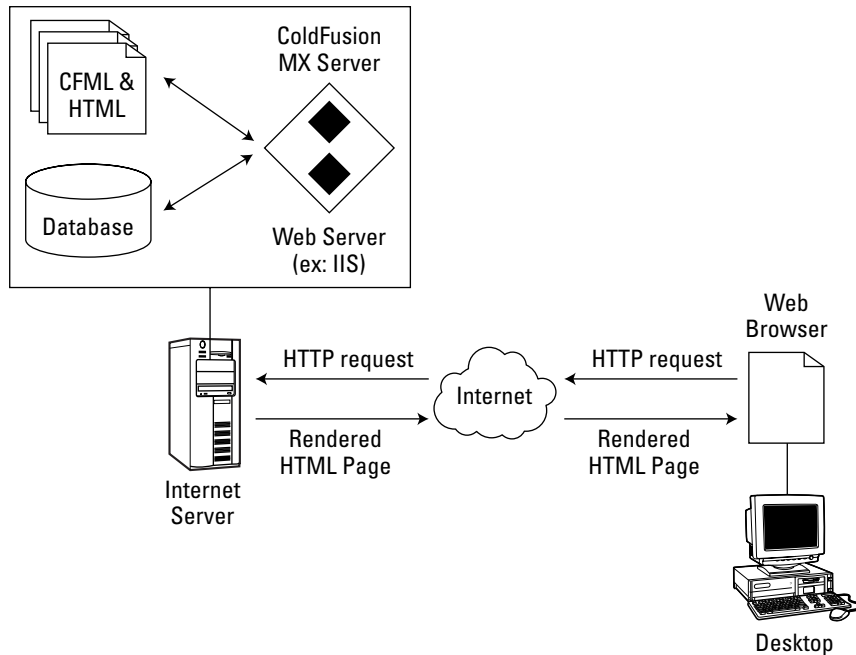 ColdFusion
MX Server
CFML &
HTML
Database
Web Server
(ex: IIS)
Web
Browser
HTTP request
HTTP request
Internet
Rendered
HTML Page
Rendered
HTML Page
Internet
Server
Desktop